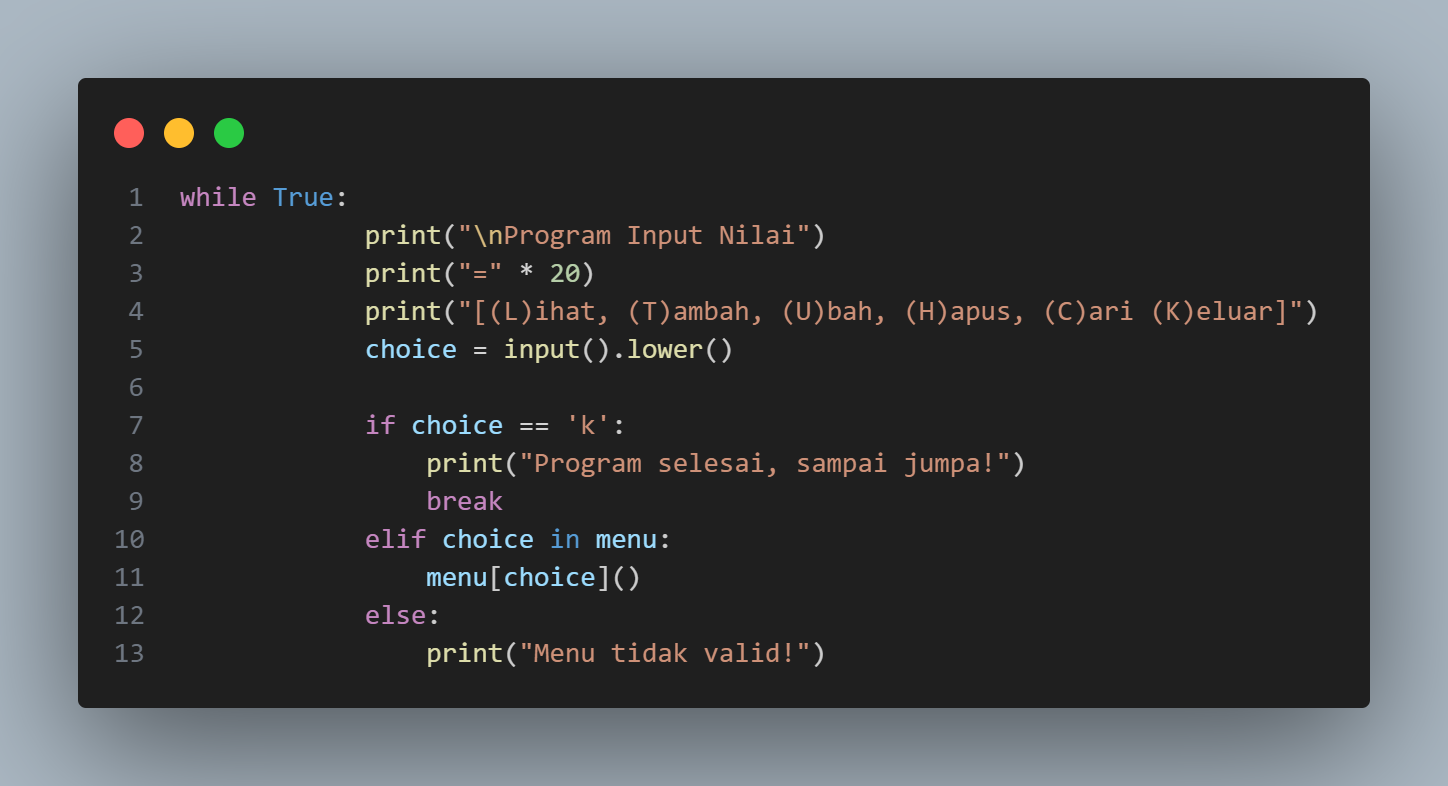 1 while True:
2             print("\nProgram Input Nilai")
3             print("=" * 20)
4             print("[(L)ihat, (T)ambah, (U)bah, (H)apus, (C)ari (K)eluar]")
5             choice = input().lower()
6
7             if choice == 'k':
8                 print("Program selesai, sampai jumpa!")
9                 break
10             elif choice in menu:
11                 menu[choice]()
12             else:
13                 print("Menu tidak valid!")